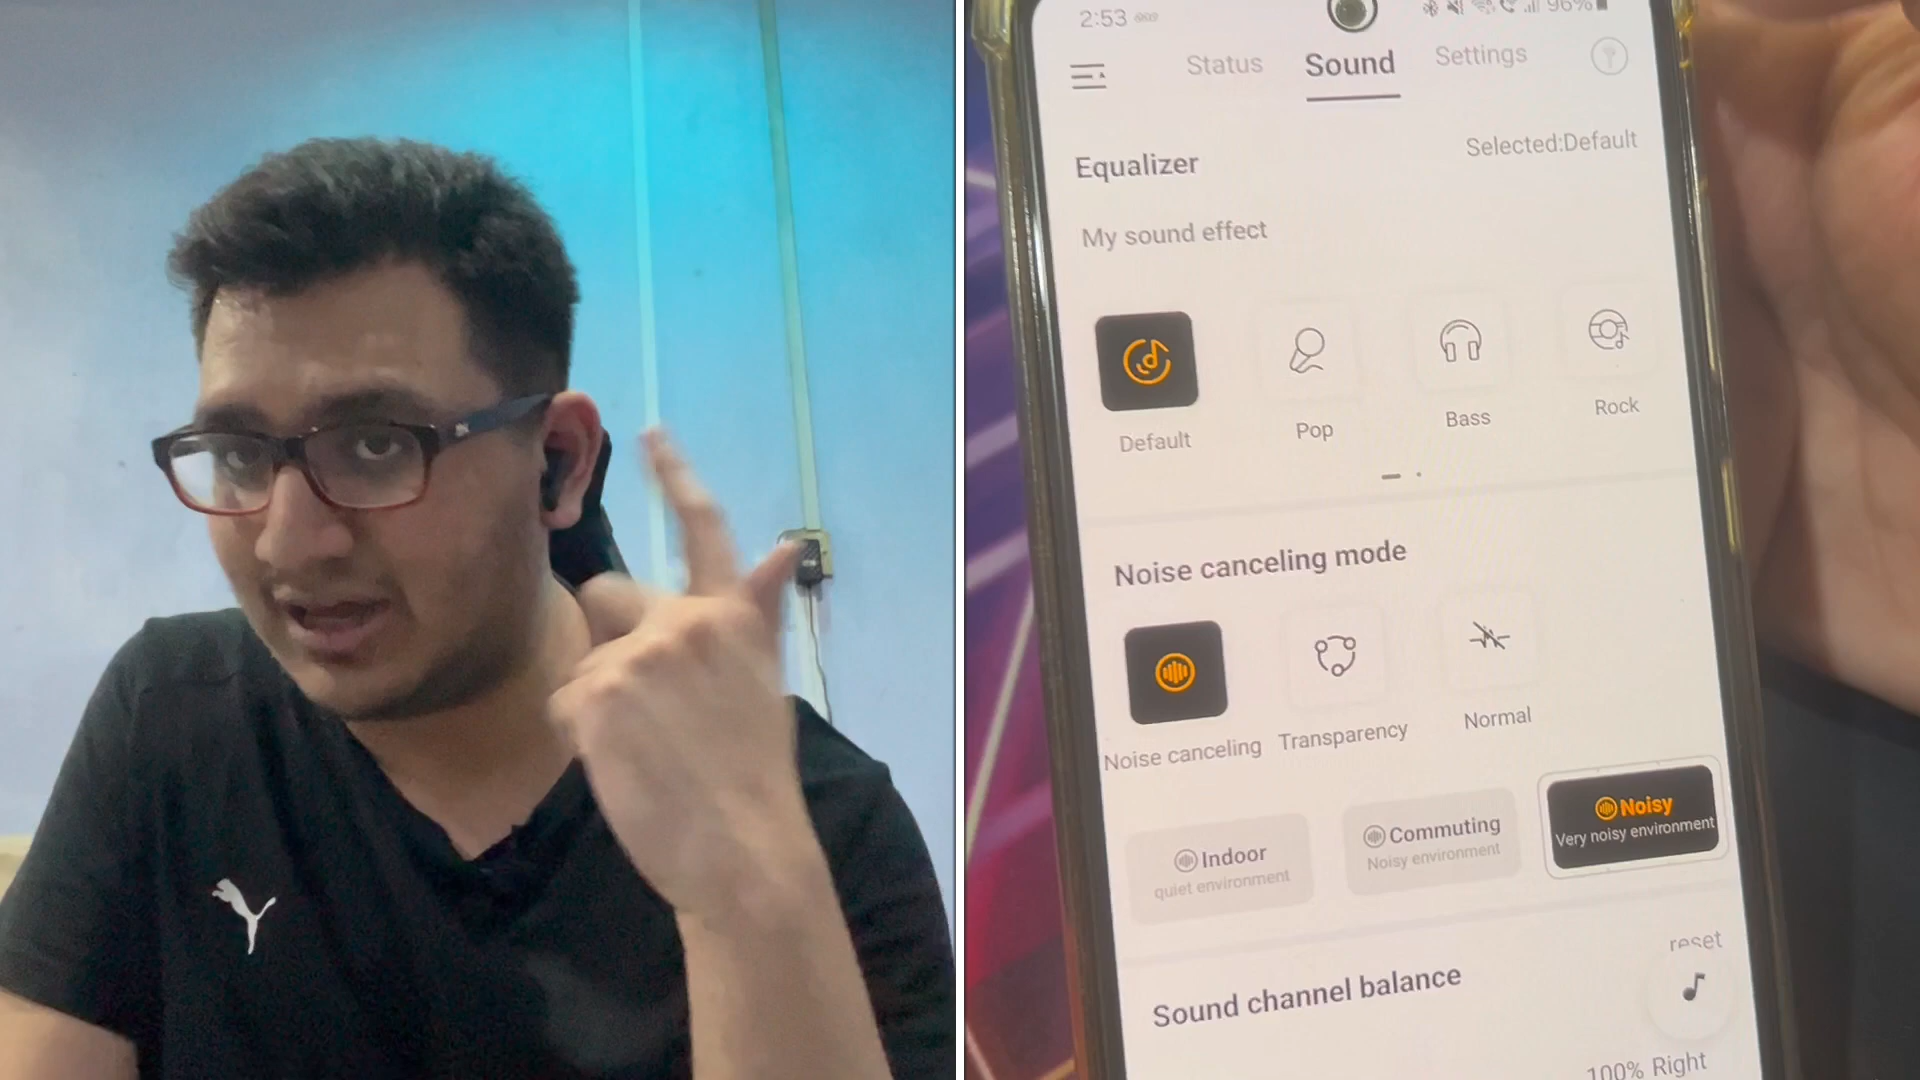 2:53
96%
Status Sound Settings
Equalizer
Selected:Default
My sound effect
Default Pop Bass Rock
Noise canceling mode
Noise canceling Transparency Normal
Indoor
quiet environment
Commuting
Noisy environment
Noisy
Very noisy environment
reset
Sound channel balance
100% Right